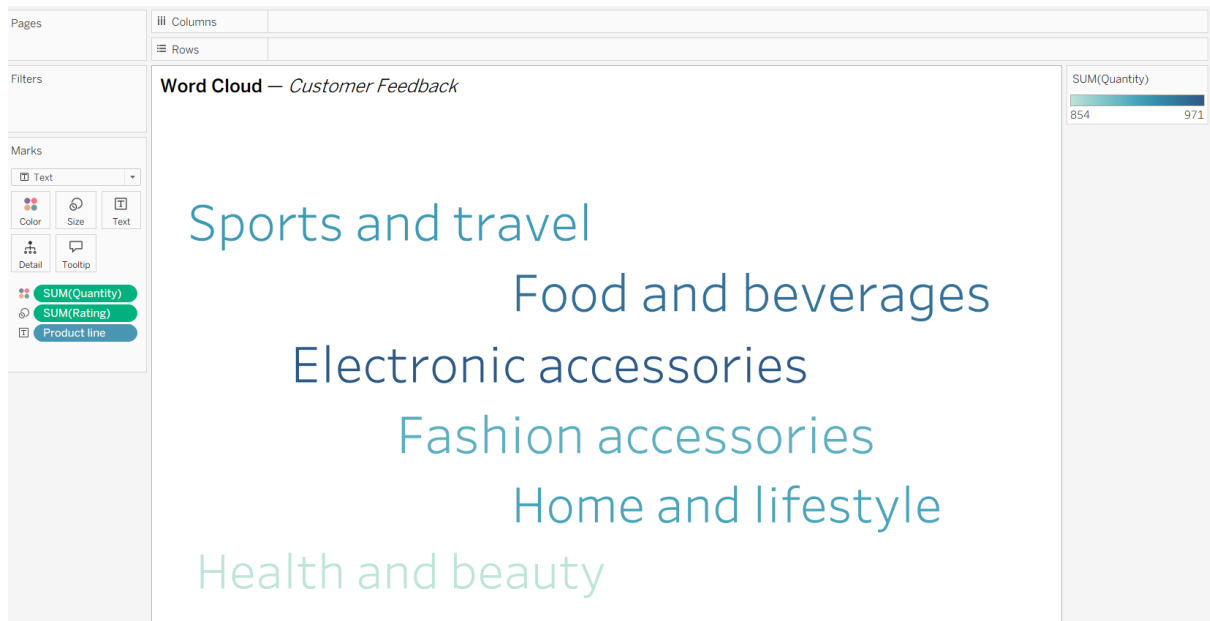 Pages
Columns
Rows
Filters
Marks
Text
Color Size Text
Detail Tooltip
SUM(Quantity)
SUM(Rating)
Product line
Word Cloud — Customer Feedback
Sports and travel
Food and beverages
Electronic accessories
Fashion accessories
Home and lifestyle
Health and beauty
SUM(Quantity)
854 971